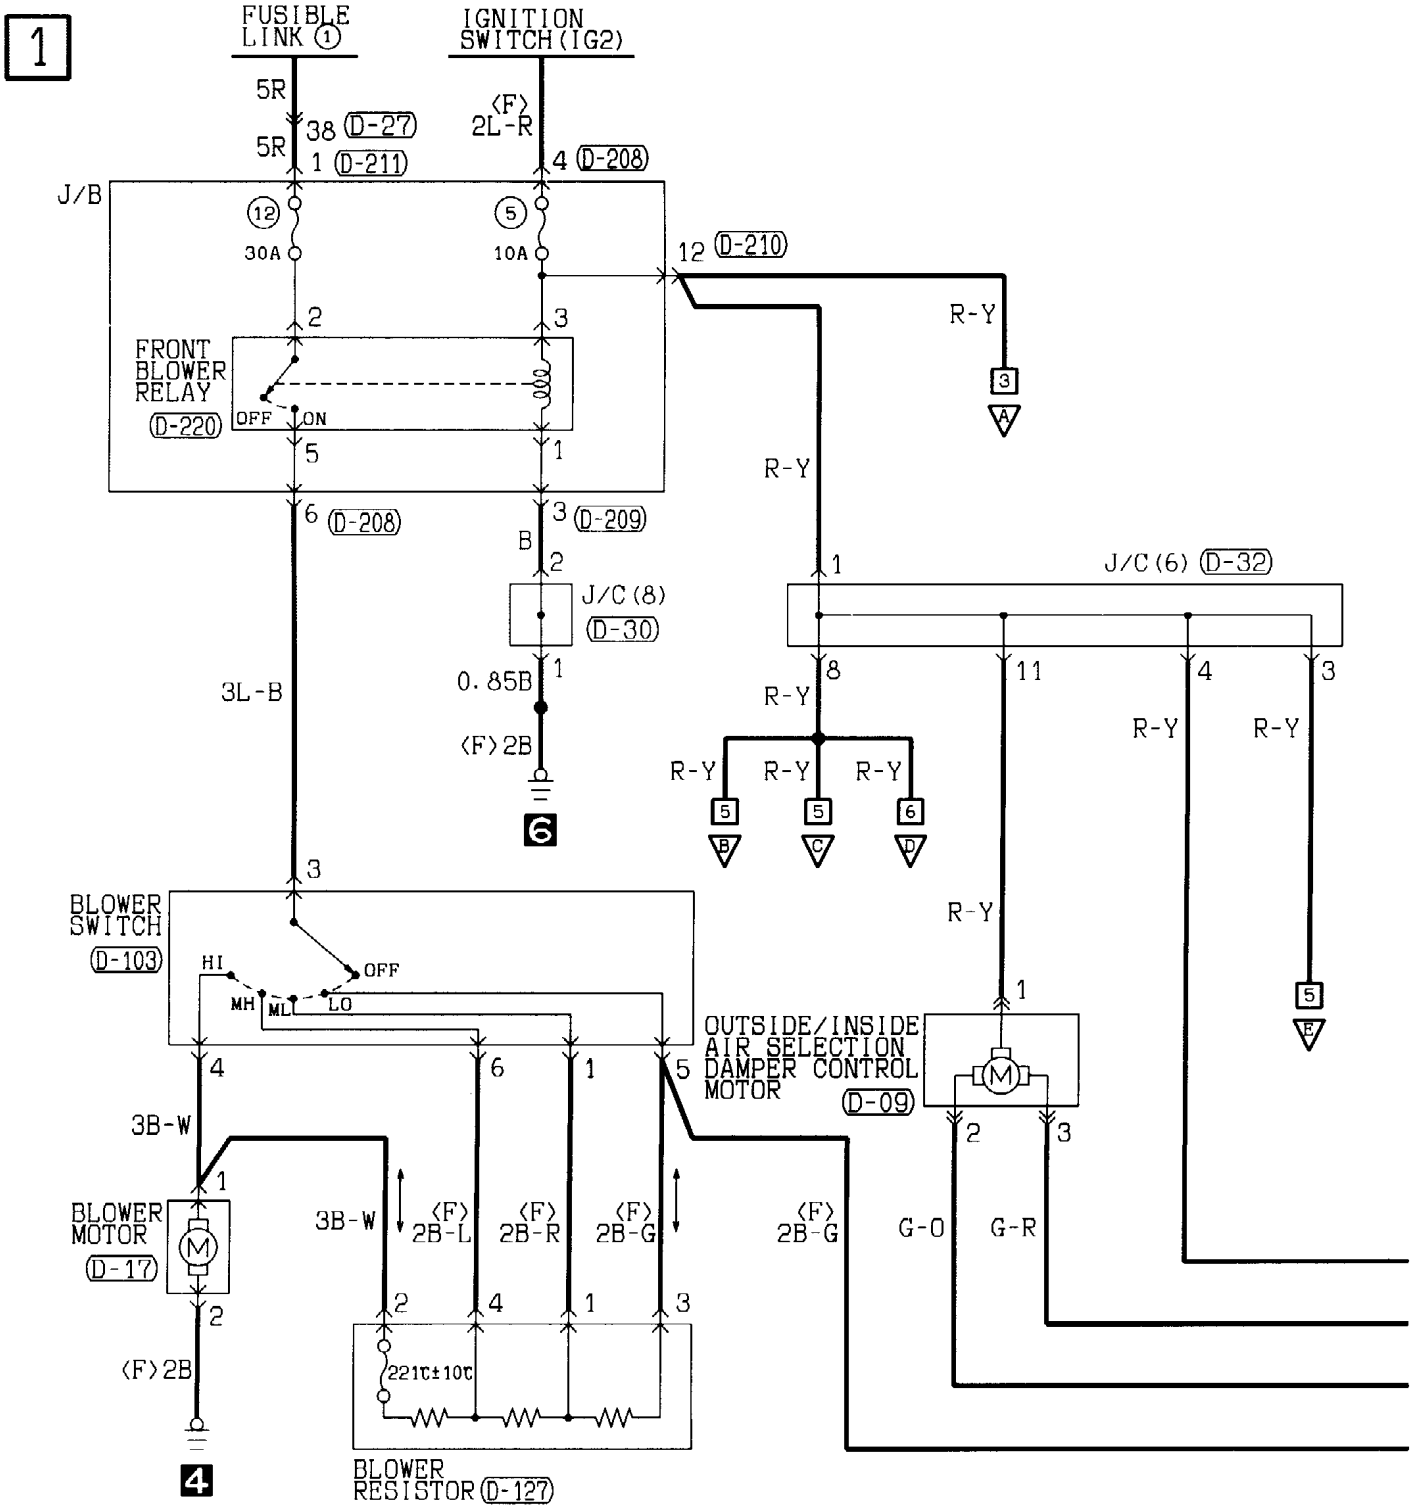 1
FUSIBLE
LINK ①
IGNITION
SWITCH(IG2)
5R
38 (D-27)
5R
1 (D-211)
<F>
2L-R
4 (D-208)
J/B
12
30A
5
10A
12 (D-210)
R-Y
3
A
2
3
FRONT
BLOWER
RELAY
(D-220)
OFF
ON
5
1
R-Y
6 (D-208)
3 (D-209)
B
2
J/C(8)
(D-30)
1
0.85B
<F>2B
6
3L-B
1
J/C(6) (D-32)
8
11
4
3
R-Y
R-Y
R-Y
R-Y
R-Y
R-Y
5
5
6
B
C
D
3
BLOWER
SWITCH
(D-103)
HI
OFF
MH
ML
LO
R-Y
5
E
1
4
6
1
5
OUTSIDE/INSIDE
AIR SELECTION
DAMPER CONTROL
MOTOR
(D-09)
M
2
3
3B-W
1
BLOWER
MOTOR
(D-17)
M
2
3B-W
<F>
2B-L
<F>
2B-R
<F>
2B-G
<F>
2B-G
G-O
G-R
<F>2B
4
2
4
1
3
221℃±10℃
BLOWER
RESISTOR (D-127)